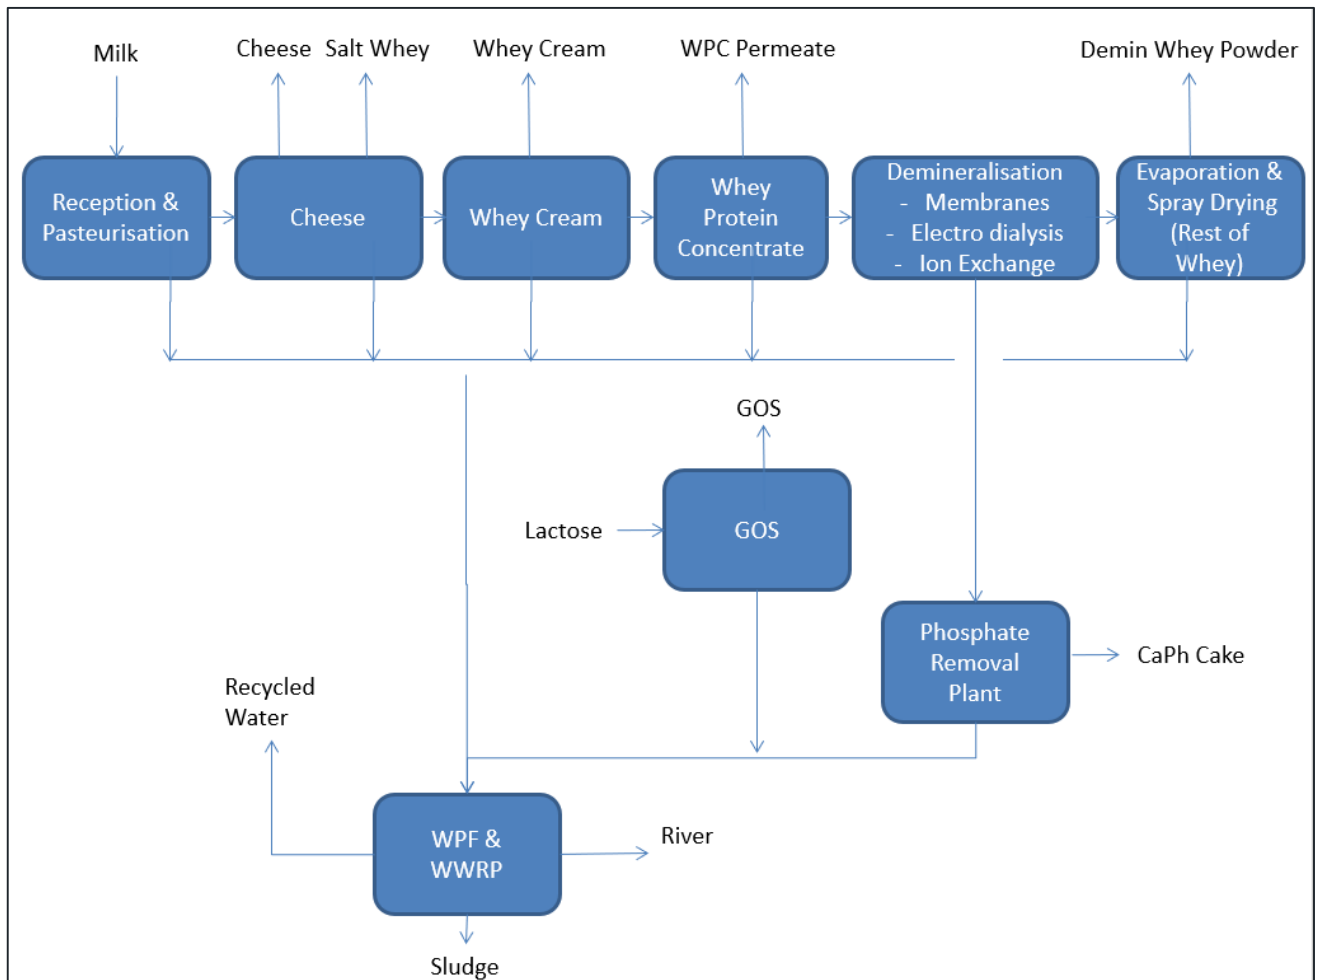 Milk
Cheese
Salt Whey
Whey Cream
WPC Permeate
Demin Whey Powder
Reception &
Pasteurisation
Cheese
Whey Cream
Whey
Protein
Concentrate
Demineralisation
- Membranes
- Electro dialysis
- Ion Exchange
Evaporation &
Spray Drying
(Rest of
Whey)
GOS
Lactose
GOS
Phosphate
Removal
Plant
CaPh Cake
Recycled
Water
WPF &
WWRP
River
Sludge